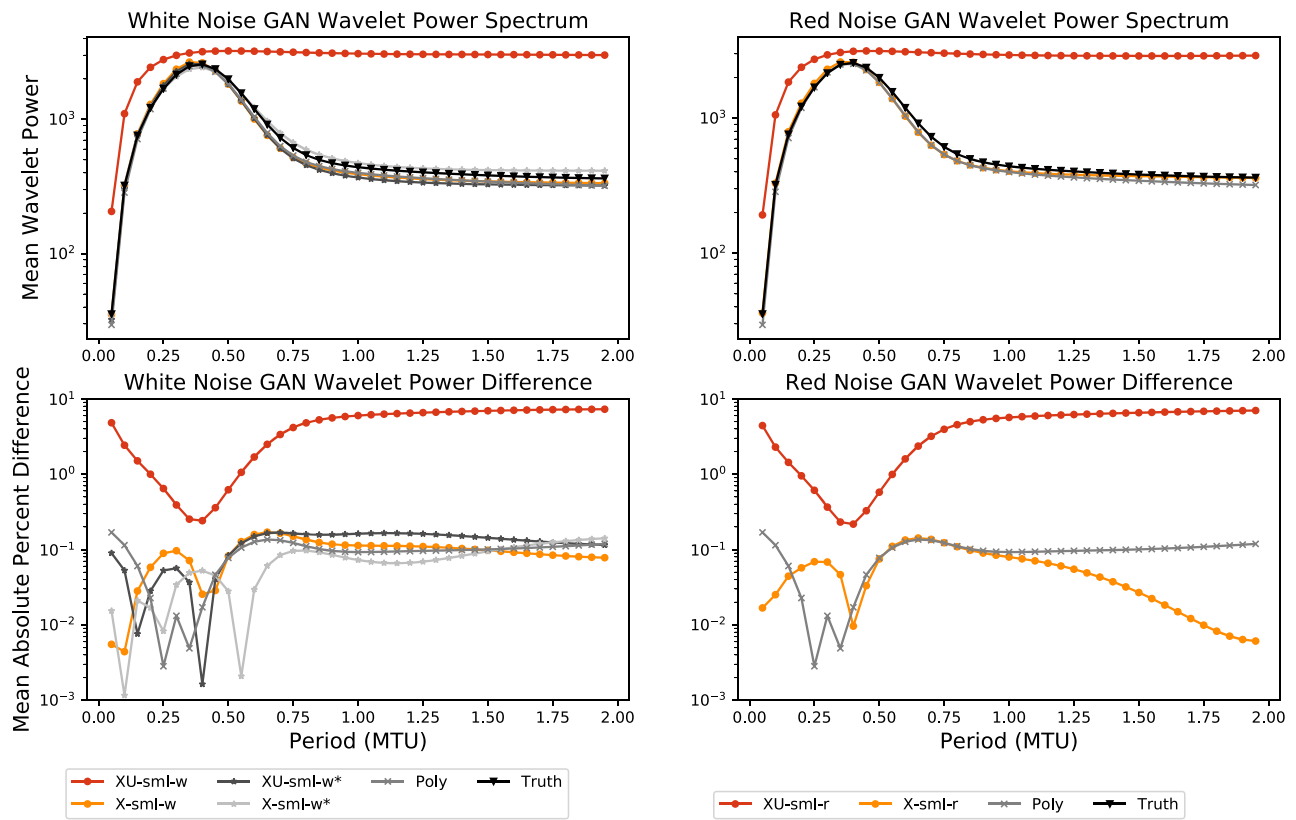 White Noise GAN Wavelet Power Spectrum
Red Noise GAN Wavelet Power Spectrum
Mean Wavelet Power
10³
10²
10³
10²
0.00 0.25 0.50 0.75 1.00 1.25 1.50 1.75 2.00
0.00 0.25 0.50 0.75 1.00 1.25 1.50 1.75 2.00
White Noise GAN Wavelet Power Difference
Red Noise GAN Wavelet Power Difference
Mean Absolute Percent Difference
10¹
10⁰
10⁻¹
10⁻²
10⁻³
10¹
10⁰
10⁻¹
10⁻²
10⁻³
0.00 0.25 0.50 0.75 1.00 1.25 1.50 1.75 2.00
0.00 0.25 0.50 0.75 1.00 1.25 1.50 1.75 2.00
Period (MTU)
Period (MTU)
XU-sml-w XU-sml-w* Poly Truth
X-sml-w X-sml-w*
XU-sml-r X-sml-r Poly Truth